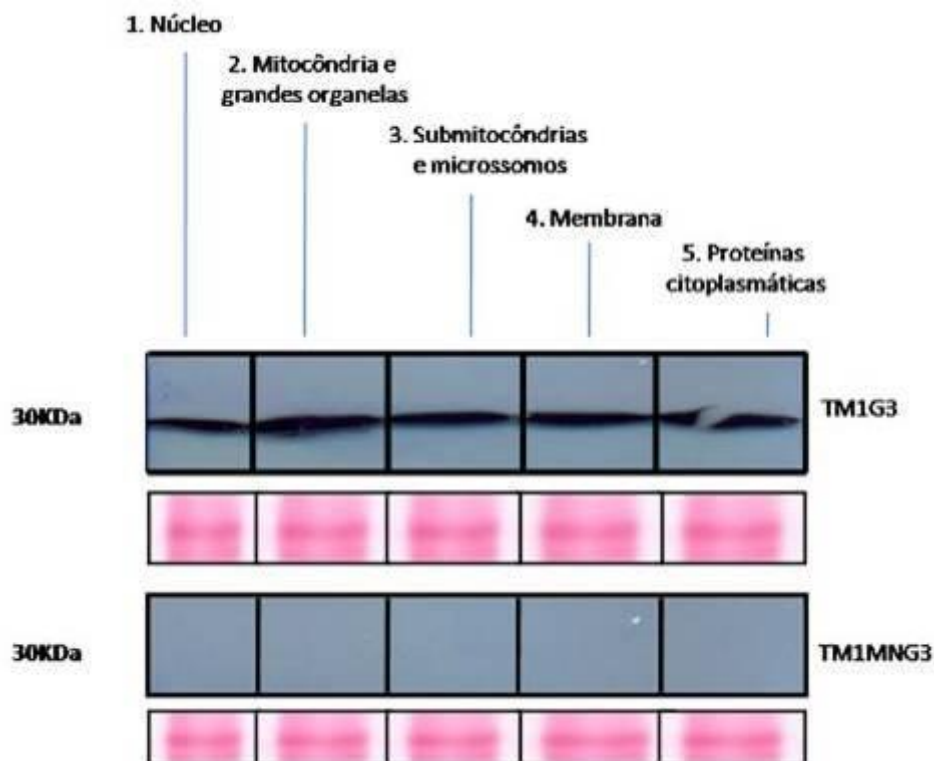 1. Núcleo
2. Mitocôndria e
grandes organelas
3. Submitocôndrias
e microssomos
4. Membrana
5. Proteínas
citoplasmáticas
30KDa
TM1G3
30KDa
TM1MNG3